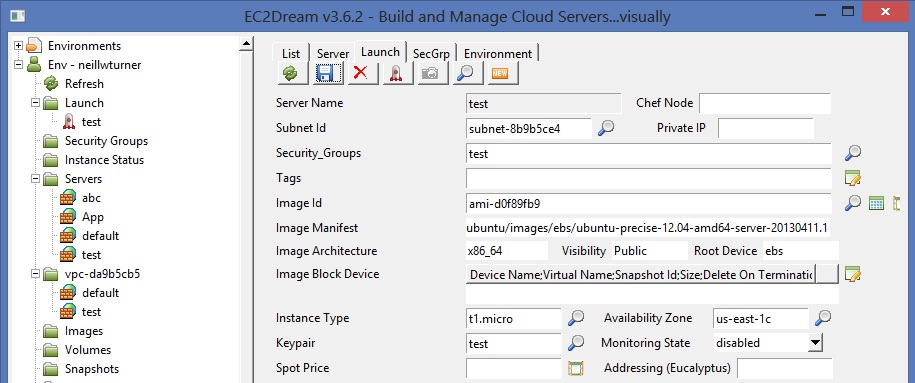 EC2Dream v3.6.2 - Build and Manage Cloud Servers...visually
Environments
Env - neillvturner
Refresh
Launch
test
Security Groups
Instance Status
Servers
abc
App
default
test
vpc-da9b5cb5
default
test
Images
Volumes
Snapshots
List Server Launch SecGrp Environment
NEW
Server Name test Chef Node
Subnet Id subnet-8b9b5ce4 Private IP
Security_Groups test
Tags
Image Id ami-d0f89fb9
Image Manifest ubuntu/images/ebs/ubuntu-precise-12.04-amd64-server-20130411.1
Image Architecture x86_64 Visibility Public Root Device ebs
Image Block Device Device Name;Virtual Name;Snapshot Id;Size;Delete On Terminatic
Instance Type t1.micro Availability Zone us-east-1c
Keypair test Monitoring State disabled
Spot Price Addressing (Eucalyptus)